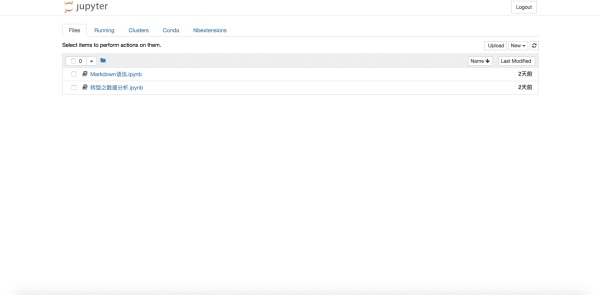 jupyter
Logout
Files Running Clusters Conda Nbextensions
Select items to perform actions on them.
Upload New
0 Name Last Modified
Markdown语法.ipynb 2天前
转型之数据分析.ipynb 2天前